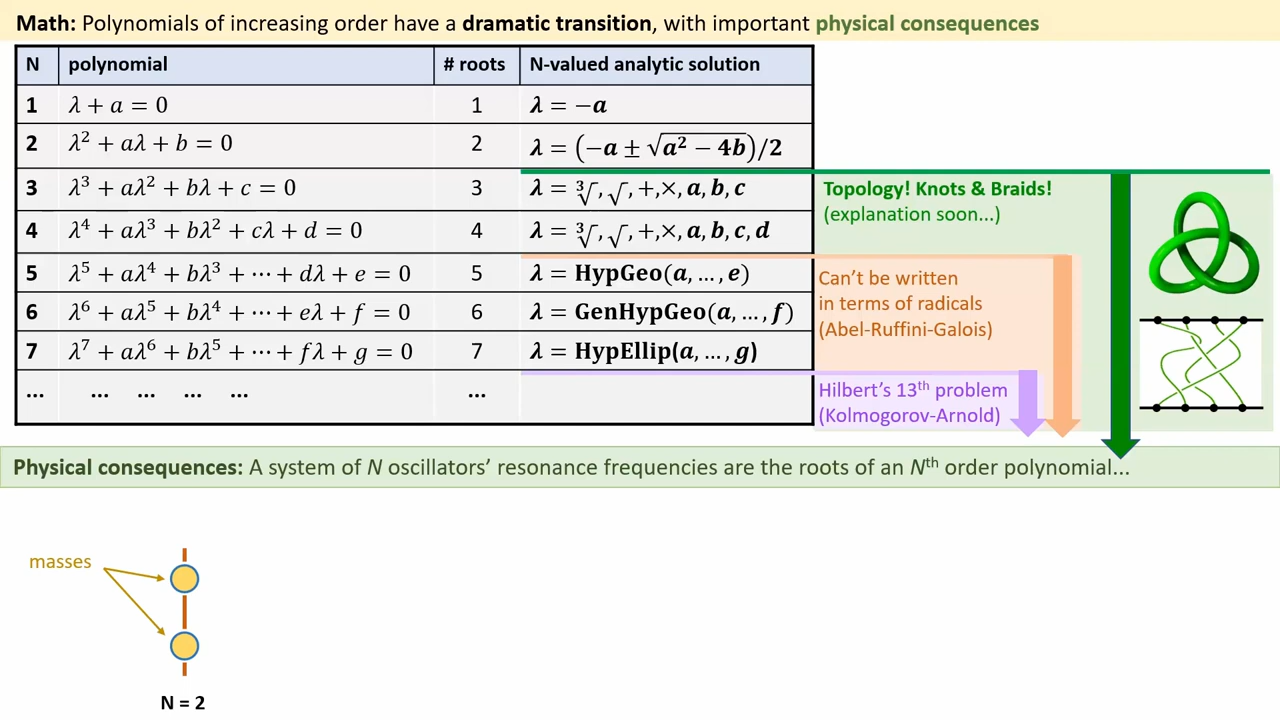 Math: Polynomials of increasing order have a dramatic transition, with important physical consequences
N polynomial # roots N-valued analytic solution
1 λ + a = 0 1 λ = −a
2 λ² + aλ + b = 0 2 λ = (−a ± √(a² − 4b))/2
3 λ³ + aλ² + bλ + c = 0 3 λ = ∛, √, +,×, a, b, c
4 λ⁴ + aλ³ + bλ² + cλ + d = 0 4 λ = ∛, √, +,×, a, b, c, d
5 λ⁵ + aλ⁴ + bλ³ + ⋯ + dλ + e = 0 5 λ = HypGeo(a, …, e)
6 λ⁶ + aλ⁵ + bλ⁴ + ⋯ + eλ + f = 0 6 λ = GenHypGeo(a, …, f)
7 λ⁷ + aλ⁶ + bλ⁵ + ⋯ + fλ + g = 0 7 λ = HypEllip(a, …, g)
... ... ... ... ... ...
Topology! Knots & Braids!
(explanation soon...)
Can't be written
in terms of radicals
(Abel-Ruffini-Galois)
Hilbert's 13th problem
(Kolmogorov-Arnold)
Physical consequences: A system of N oscillators' resonance frequencies are the roots of an Nth order polynomial...
masses
N = 2